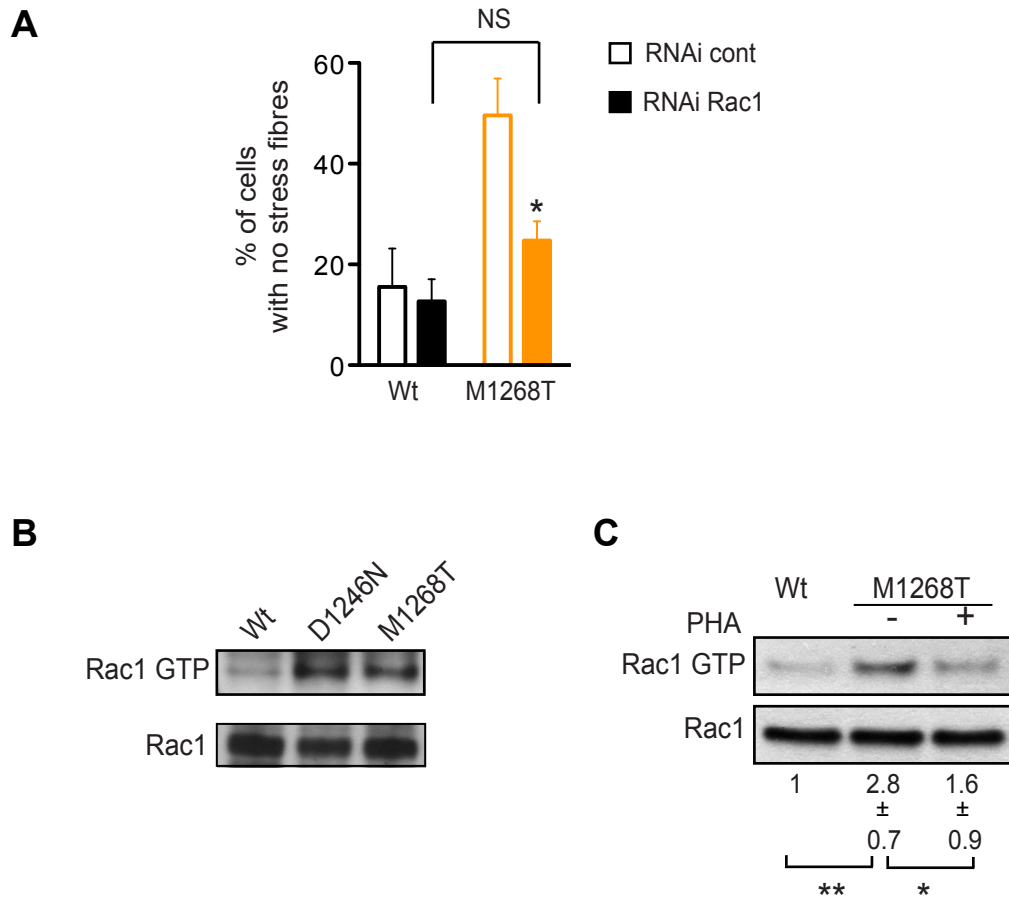 A
NS
RNAi cont
RNAi Rac1
% of cells
with no stress fibres
60
40
20
0
*
Wt
M1268T
B
Wt
D1246N
M1268T
Rac1 GTP
Rac1
C
Wt
M1268T
PHA
-
+
Rac1 GTP
Rac1
1
2.8
1.6
±
±
0.7
0.9
**
*